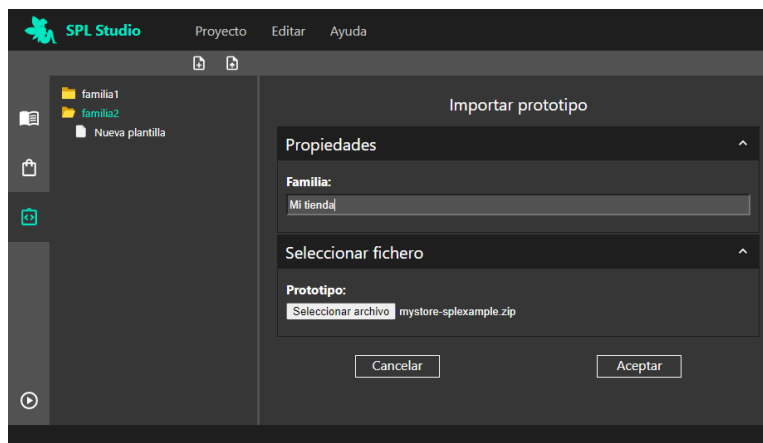 SPL Studio Proyecto Editar Ayuda
familia1
familia2
Nueva plantilla
Importar prototipo
Propiedades
Familia:
Mi tienda
Seleccionar fichero
Prototipo:
Seleccionar archivo mystore-splexample.zip
Cancelar Aceptar